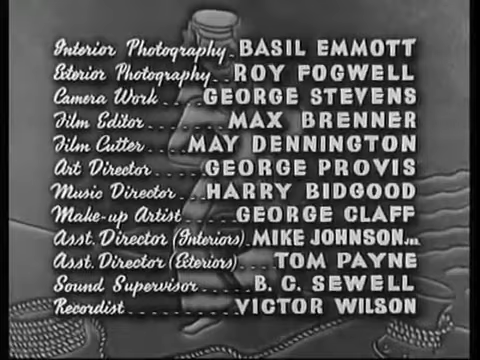 Interior Photography. BASIL EMMOTT
Exterior Photography. ROY FOGWELL
Camera Work.... GEORGE STEVENS
Film Editor...... MAX BRENNER
Film Cutter..... MAY DENNINGTON
Art Director..... GEORGE PROVIS
Music Director... HARRY BIDGOOD
Make-up Artist..... GEORGE CLAFF
Asst. Director (Interiors). MIKE JOHNSON JNR.
Asst. Director (Exteriors).... TOM PAYNE
Sound Supervisor..... B. C. SEWELL
Recordist.......... VICTOR WILSON